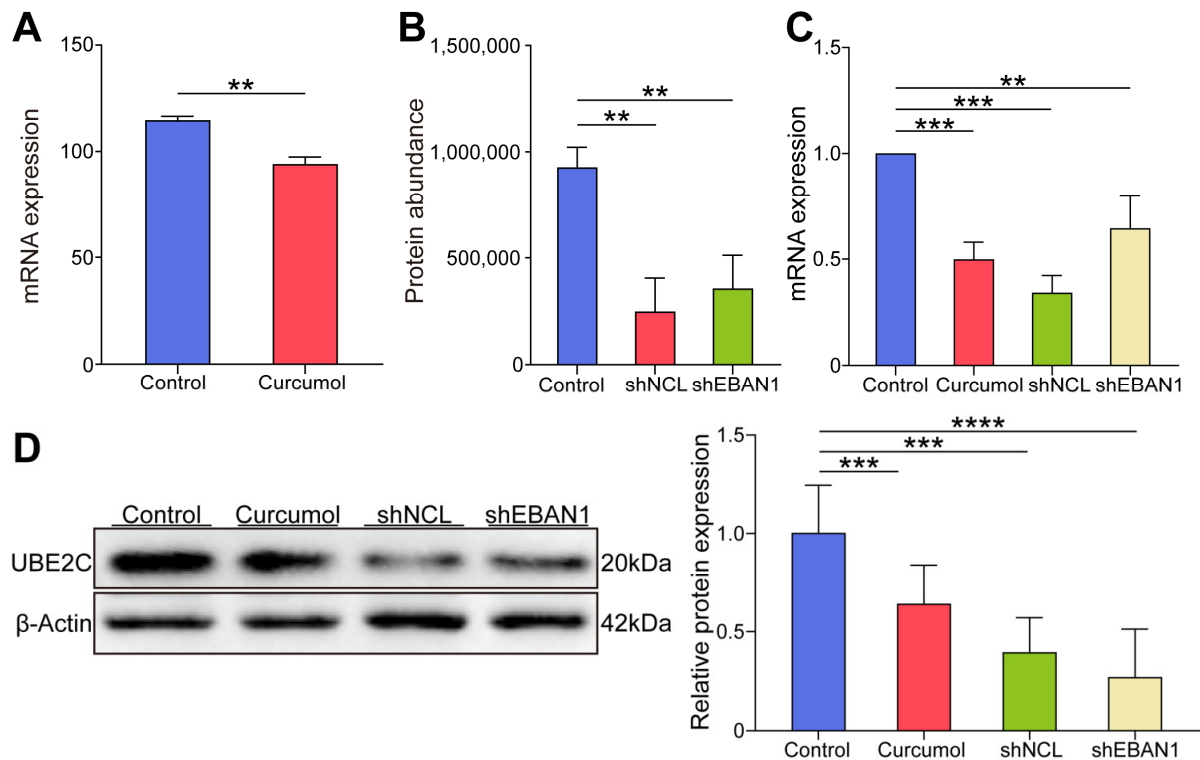 A
mRNA expression
150
100
50
0
**
Control
Curcumol
B
Protein abundance
1,500,000
1,000,000
500,000
0
**
**
Control
shNCL
shEBAN1
C
mRNA expression
1.5
1.0
0.5
0
**
***
***
Control
Curcumol
shNCL
shEBAN1
D
Control Curcumol shNCL shEBAN1
UBE2C 20kDa
β-Actin 42kDa
Relative protein expression
1.5
1.0
0.5
0
****
***
***
Control
Curcumol
shNCL
shEBAN1